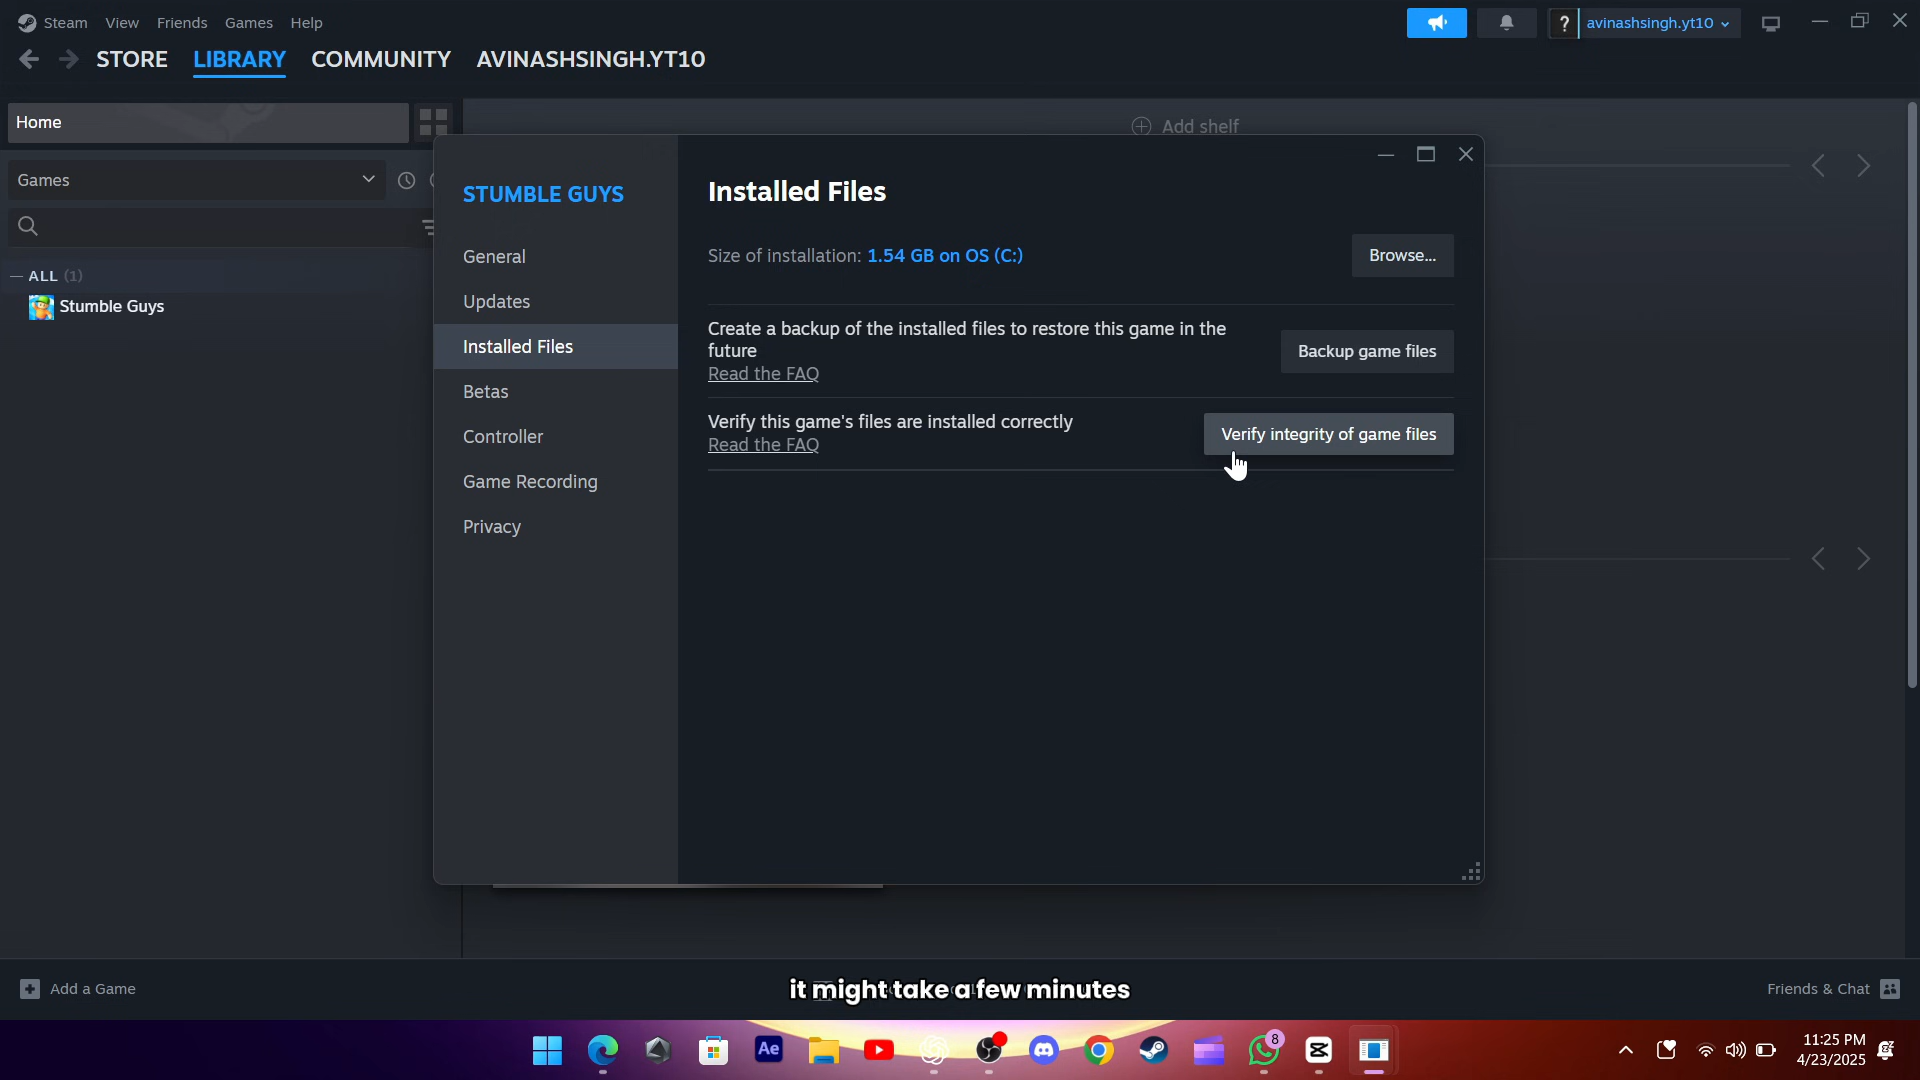 Steam View Friends Games Help
? avinashsingh.yt10
STORE LIBRARY COMMUNITY AVINASHSINGH.YT10
Home
Add shelf
Games
STUMBLE GUYS
Installed Files
General
Size of installation: 1.54 GB on OS (C:)
Browse...
— ALL (1)
Stumble Guys
Updates
Installed Files
Create a backup of the installed files to restore this game in the
future
Read the FAQ
Backup game files
Betas
Controller
Verify this game's files are installed correctly
Read the FAQ
Verify integrity of game files
Game Recording
Privacy
Add a Game
it might take a few minutes
Friends & Chat
Ae
8
11:25 PM
4/23/2025